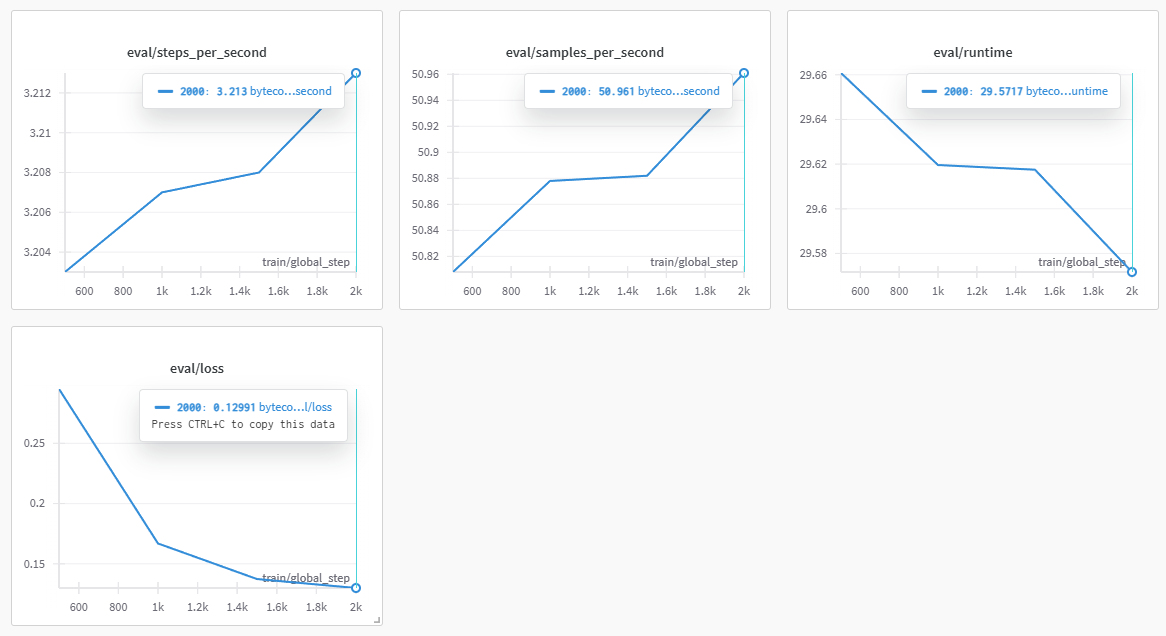 eval/steps_per_second
2000: 3.213 byteco...second
3.212
3.21
3.208
3.206
3.204
train/global_step
600 800 1k 1.2k 1.4k 1.6k 1.8k 2k
eval/samples_per_second
2000: 50.961 byteco...second
50.96
50.94
50.92
50.9
50.88
50.86
50.84
50.82
train/global_step
600 800 1k 1.2k 1.4k 1.6k 1.8k 2k
eval/runtime
2000: 29.5717 byteco...untime
29.66
29.64
29.62
29.6
29.58
train/global_step
600 800 1k 1.2k 1.4k 1.6k 1.8k 2k
eval/loss
2000: 0.12991 byteco...l/loss
Press CTRL+C to copy this data
0.25
0.2
0.15
train/global_step
600 800 1k 1.2k 1.4k 1.6k 1.8k 2k